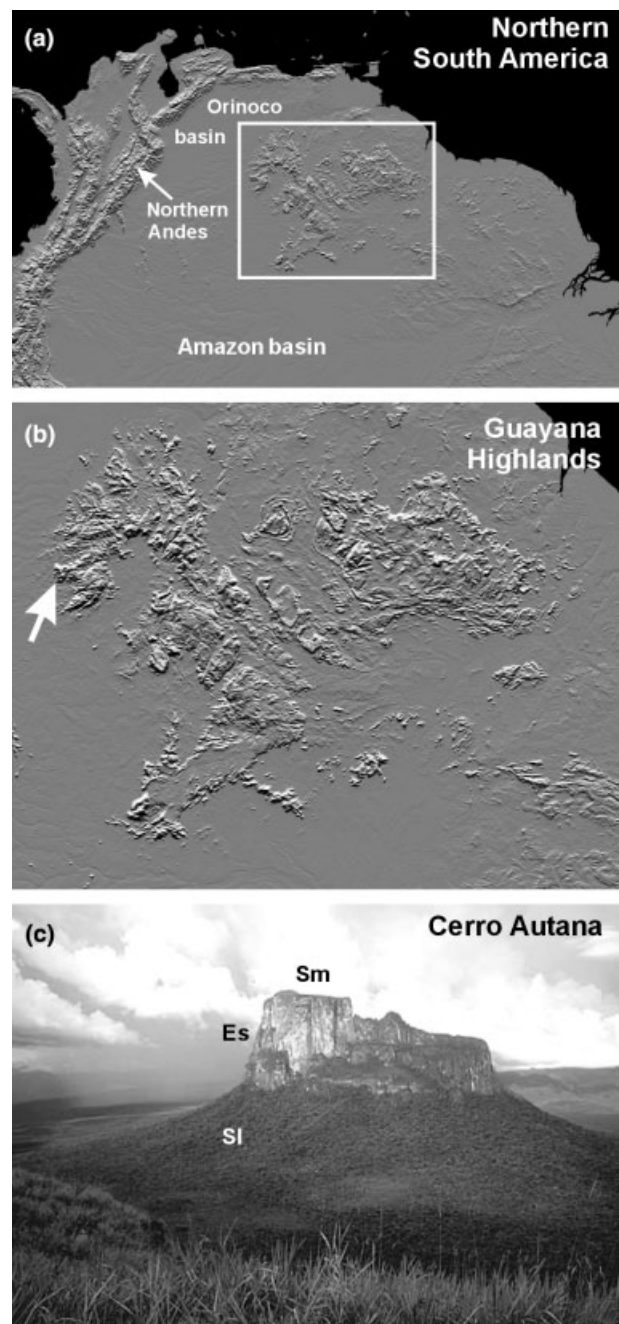 (a)
Northern
South America
Orinoco
basin
Northern
Andes
Amazon basin
(b)
Guayana
Highlands
(c)
Cerro Autana
Sm
Es
Sl